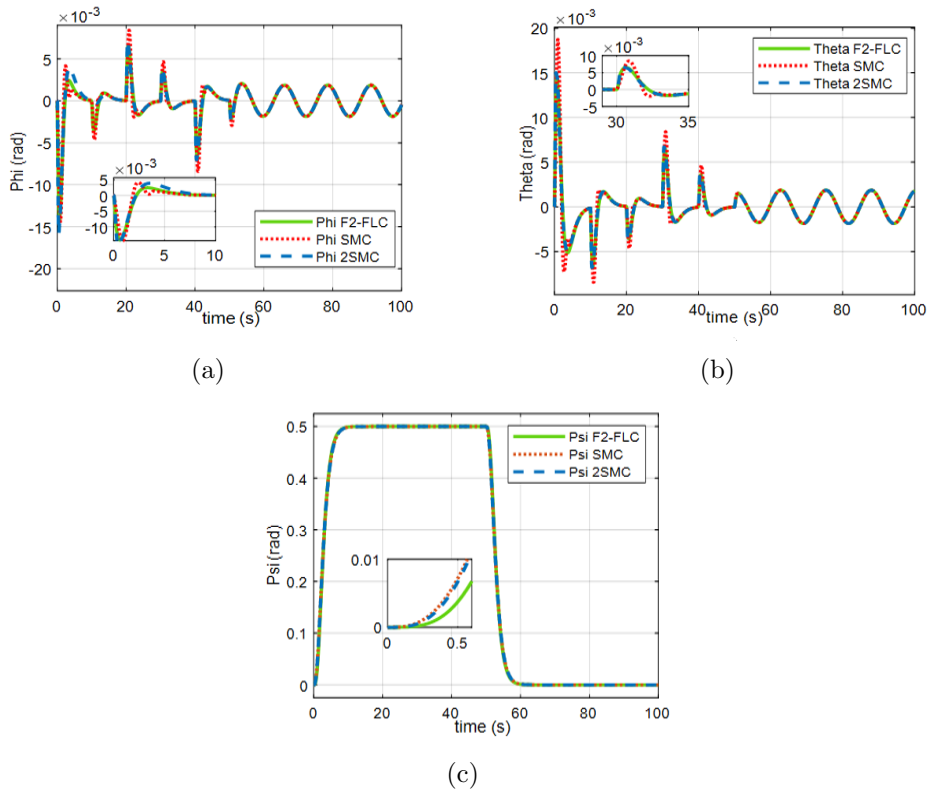 ×10⁻³
5
0
-5
-10
-15
-20
Phi (rad)
×10⁻³
5
0
-5
-10
0 5 10
Phi F2-FLC
Phi SMC
Phi 2SMC
0 20 40 60 80 100
time (s)
(a)
×10⁻³
20
15
10
5
0
-5
Theta (rad)
×10⁻³
10
5
0
-5
30 35
Theta F2-FLC
Theta SMC
Theta 2SMC
0 20 40 60 80 100
time (s)
(b)
0.5
0.4
0.3
0.2
0.1
0
Psi (rad)
0.01
0
0 0.5
Psi F2-FLC
Psi SMC
Psi 2SMC
0 20 40 60 80 100
time (s)
(c)